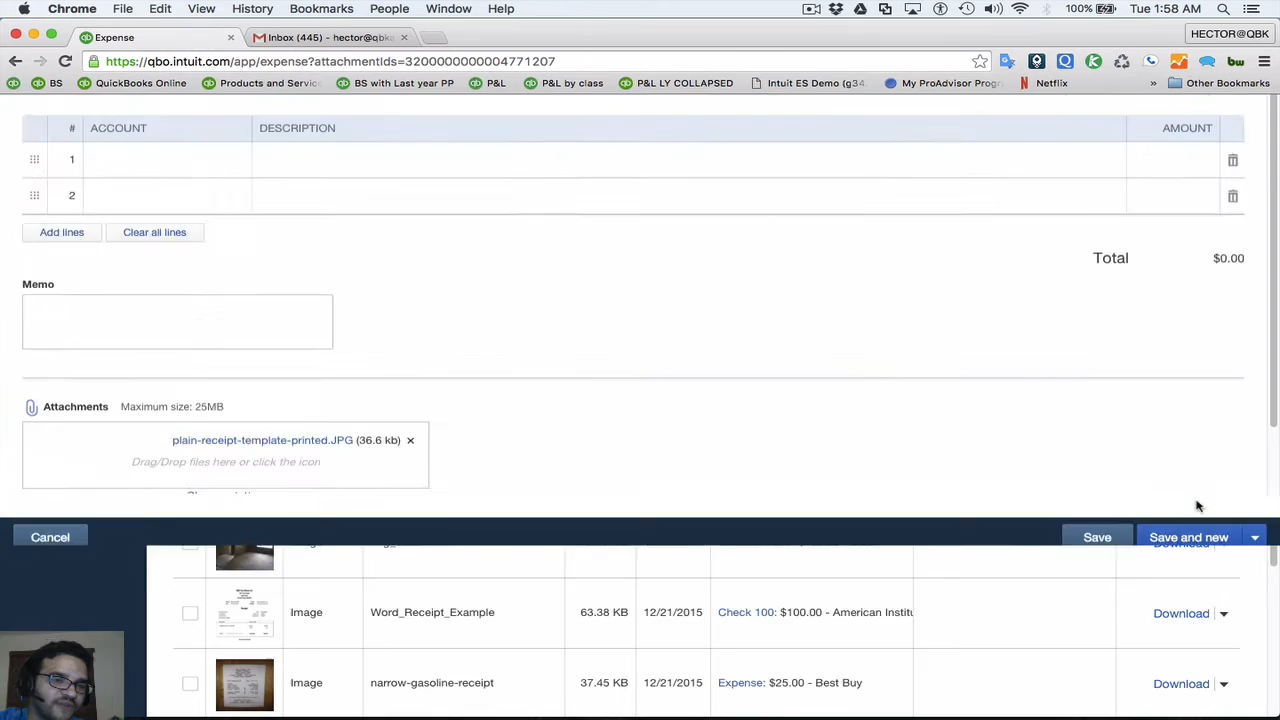 Chrome File Edit View History Bookmarks People Window Help 100% Tue 1:58 AM
Expense × Inbox (445) - hector@qbk × HECTOR@QBK
https://qbo.intuit.com/app/expense?attachmentIds=3200000000004771207
BS QuickBooks Online Products and Service BS with Last year PP P&L P&L by class P&L LY COLLAPSED Intuit ES Demo (g34 My ProAdvisor Progr Netflix » Other Bookmarks
# ACCOUNT DESCRIPTION AMOUNT
1
2
Add lines Clear all lines
Total $0.00
Memo
Attachments Maximum size: 25MB
plain-receipt-template-printed.JPG (36.6 kb) ×
Drag/Drop files here or click the icon
Cancel Save Save and new
Download
Image Word_Receipt_Example 63.38 KB 12/21/2015 Check 100: $100.00 - American Instit Download
Image narrow-gasoline-receipt 37.45 KB 12/21/2015 Expense: $25.00 - Best Buy Download